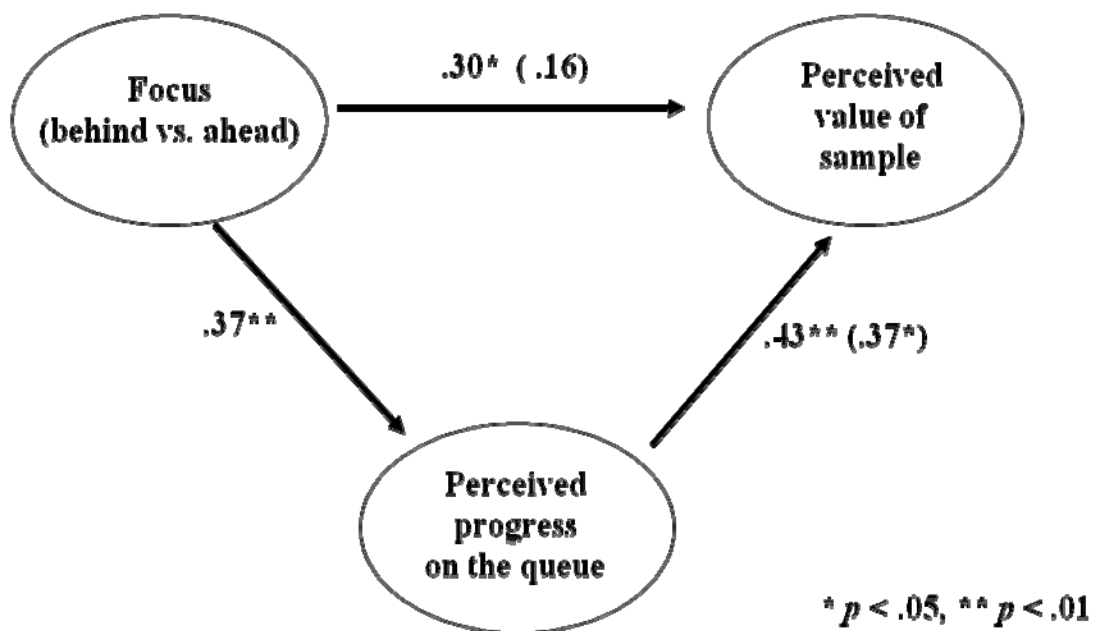 Focus
(behind vs. ahead)
.30* ( .16)
Perceived
value of
sample
.37**
.43** (.37*)
Perceived
progress
on the queue
* p < .05, ** p < .01